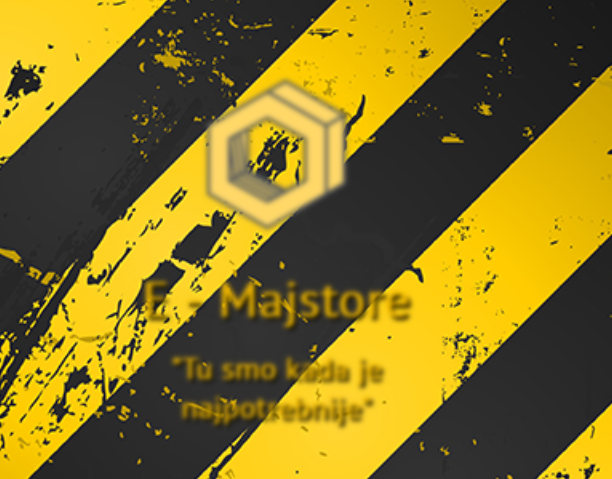 E - Majstore
"Tu smo kada je
najpotrebnije"